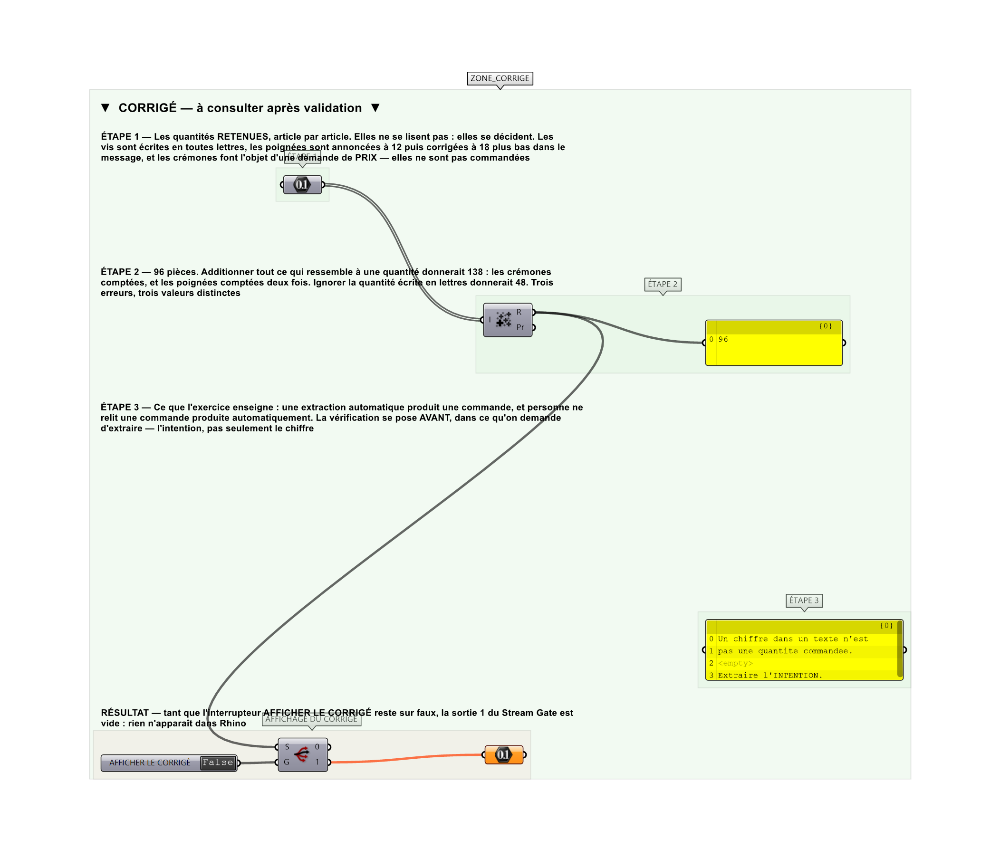 ZONE_CORRIGE
▼ CORRIGÉ — à consulter après validation ▼
ÉTAPE 1 — Les quantités RETENUES, article par article. Elles ne se lisent pas : elles se décident. Les
vis sont écrites en toutes lettres, les poignées sont annoncées à 12 puis corrigées à 18 plus bas dans le
message, et les crémones font l'objet d'une demande de PRIX — elles ne sont pas commandées
ÉTAPE 1
0.1
ÉTAPE 2 — 96 pièces. Additionner tout ce qui ressemble à une quantité donnerait 138 : les crémones
comptées, et les poignées comptées deux fois. Ignorer la quantité écrite en lettres donnerait 48. Trois
erreurs, trois valeurs distinctes
ÉTAPE 2
I R
Pr
{0}
0 96
ÉTAPE 3 — Ce que l'exercice enseigne : une extraction automatique produit une commande, et personne ne
relit une commande produite automatiquement. La vérification se pose AVANT, dans ce qu'on demande
d'extraire — l'intention, pas seulement le chiffre
ÉTAPE 3
{0}
0 Un chiffre dans un texte n'est
1 pas une quantite commandee.
2 <empty>
3 Extraire l'INTENTION.
RÉSULTAT — tant que l'interrupteur AFFICHER LE CORRIGÉ reste sur faux, la sortie 1 du Stream Gate est
vide : rien n'apparaît dans Rhino
AFFICHAGE DU CORRIGÉ
AFFICHER LE CORRIGÉ False
S 0
G 1
0.1